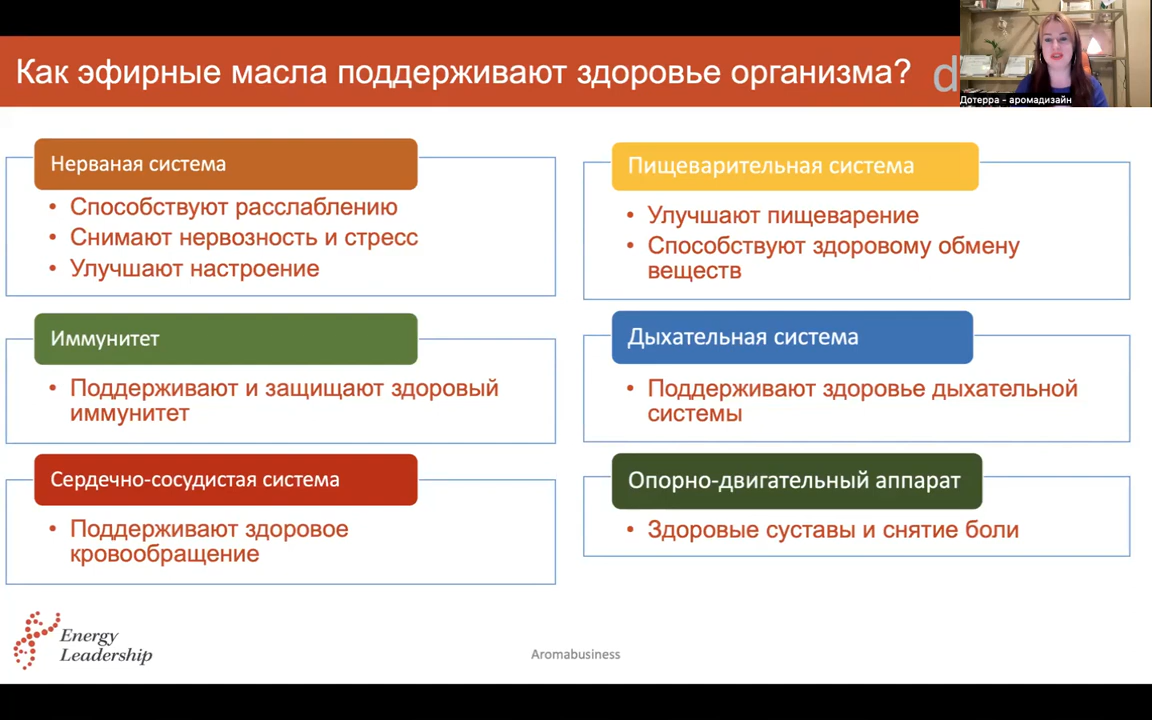 Как эфирные масла поддерживают здоровье организма?
d
Дотерра - аромадизайн
Нерваная система
• Способствуют расслаблению
• Снимают нервозность и стресс
• Улучшают настроение
Пищеварительная система
• Улучшают пищеварение
• Способствуют здоровому обмену
веществ
Иммунитет
• Поддерживают и защищают здоровый
иммунитет
Дыхательная система
• Поддерживают здоровье дыхательной
системы
Сердечно-сосудистая система
• Поддерживают здоровое
кровообращение
Опорно-двигательный аппарат
• Здоровые суставы и снятие боли
Energy
Leadership
Aromabusiness